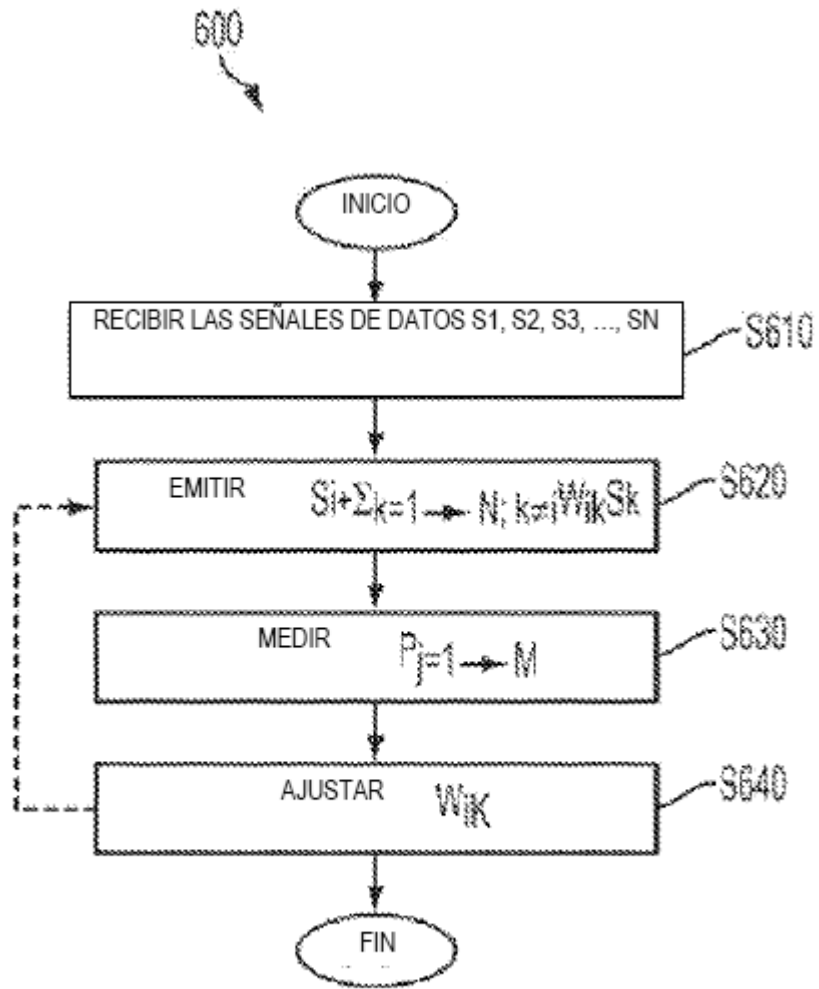 600
INICIO
RECIBIR LAS SEÑALES DE DATOS S1, S2, S3, ..., SN
S610
EMITIR Si+Σk=1→N; k≠iWikSk
S620
MEDIR Pj=1→M
S630
AJUSTAR WiK
S640
FIN